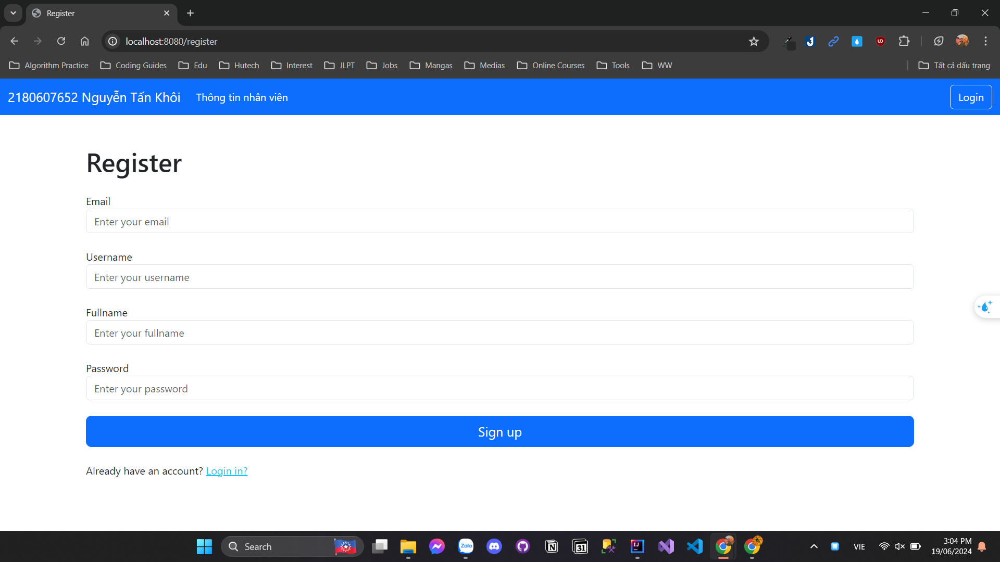 Register
localhost:8080/register
Algorithm Practice Coding Guides Edu Hutech Interest JLPT Jobs Mangas Medias Online Courses Tools WW Tất cả dấu trang
2180607652 Nguyễn Tấn Khôi Thông tin nhân viên Login
Register
Email
Enter your email
Username
Enter your username
Fullname
Enter your fullname
Password
Enter your password
Sign up
Already have an account? Login in?
Search Zalo 31 IJ VIE
3:04 PM
19/06/2024